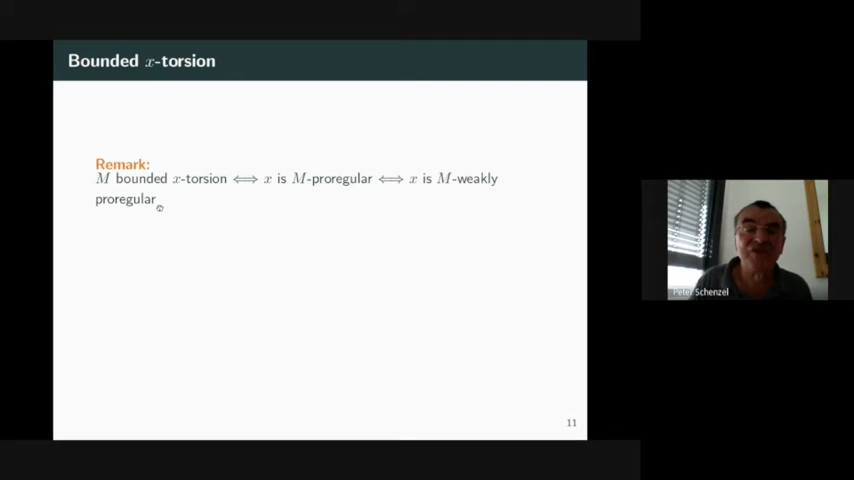 Bounded x-torsion
Remark:
M bounded x-torsion ⟺ x is M-proregular ⟺ x is M-weakly
proregular
Peter Schenzel
11